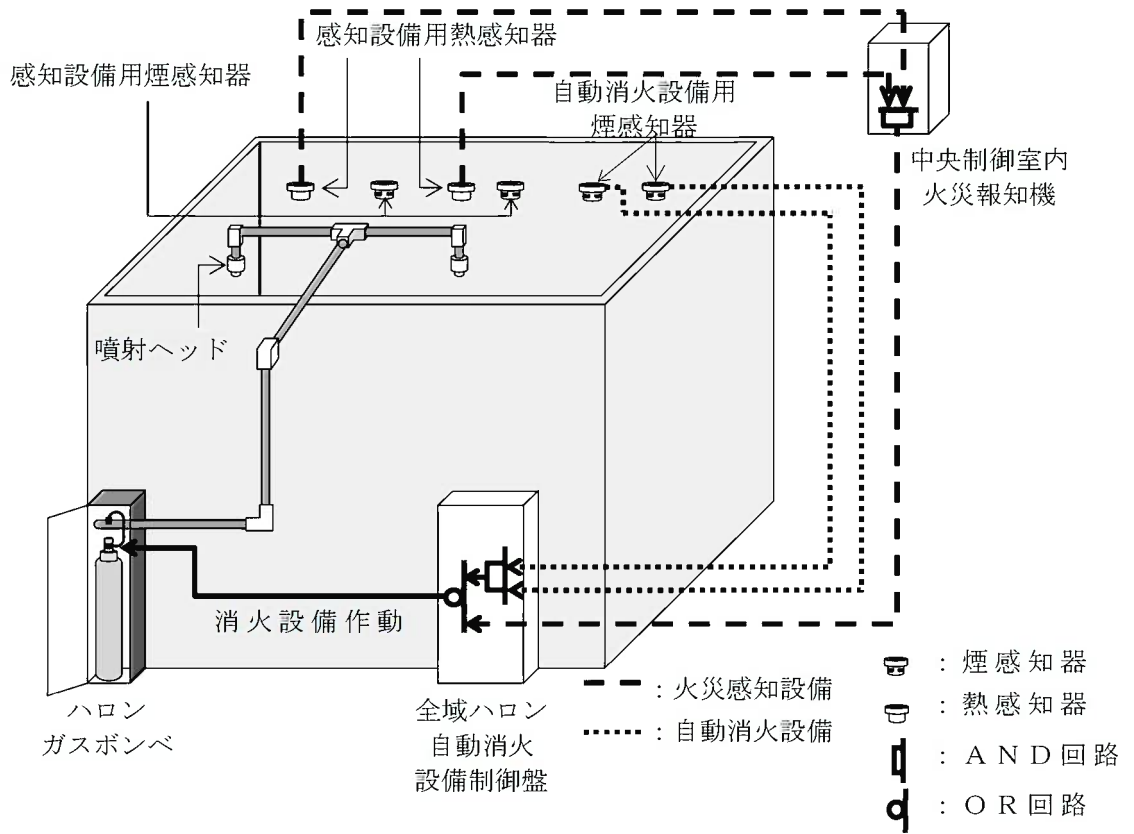 感知設備用熱感知器
感知設備用煙感知器
自動消火設備用
煙感知器
中央制御室内
火災報知機
噴射ヘッド
消火設備作動
ハロン
ガスボンベ
全域ハロン
自動消火
設備制御盤
：火災感知設備
：自動消火設備
：煙感知器
：熱感知器
：ＡＮＤ回路
：ＯＲ回路